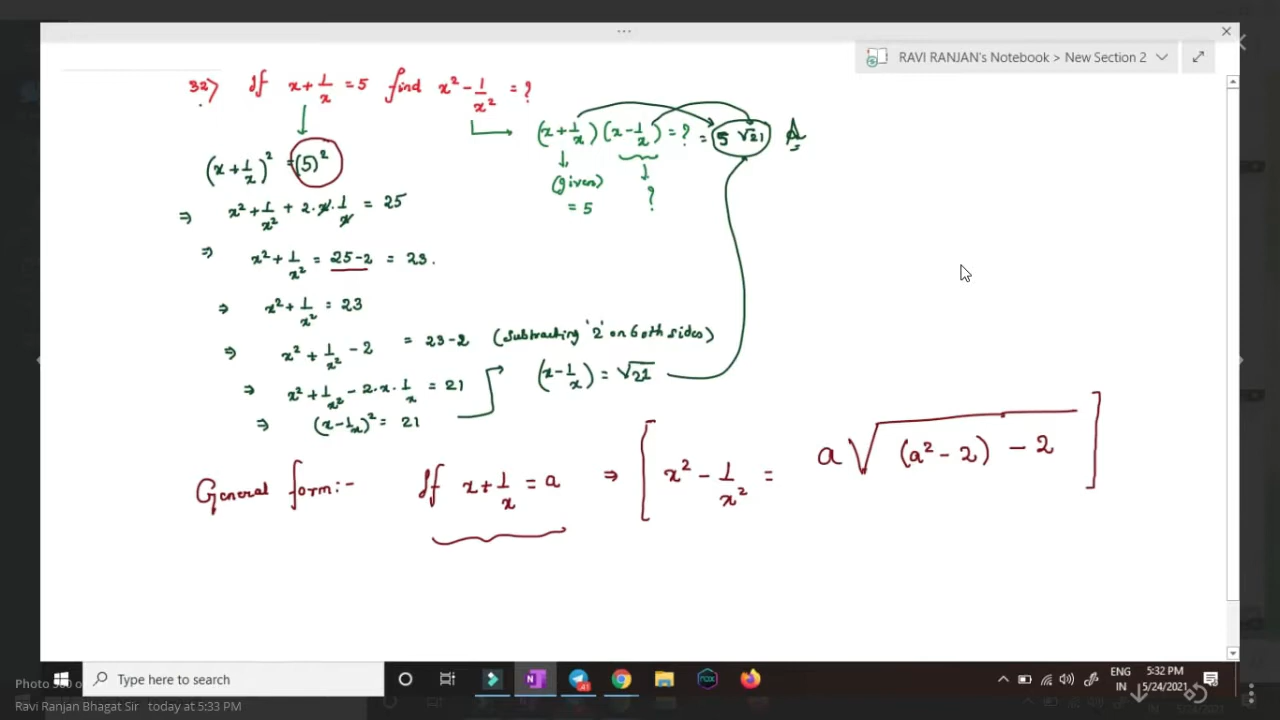 RAVI RANJAN's Notebook > New Section 2
32) If x + 1/x = 5 find x² - 1/x² = ?
(x + 1/x)(x - 1/x) = ? = 5 √21 A
(given) = 5
?
(x + 1/x)² = (5)²
⇒ x² + 1/x² + 2·x·1/x = 25
⇒ x² + 1/x² = 25-2 = 23.
⇒ x² + 1/x² = 23
⇒ x² + 1/x² - 2 = 23-2 (Subtracting '2' on both sides)
⇒ x² + 1/x² - 2·x·1/x = 21
⇒ (x - 1/x)² = 21
(x - 1/x) = √21
General form:- If x + 1/x = a ⇒ [x² - 1/x² = a√((a² - 2) - 2)]
Type here to search
ENG
IN
5:32 PM
5/24/2021
Ravi Ranjan Bhagat Sir today at 5:33 PM